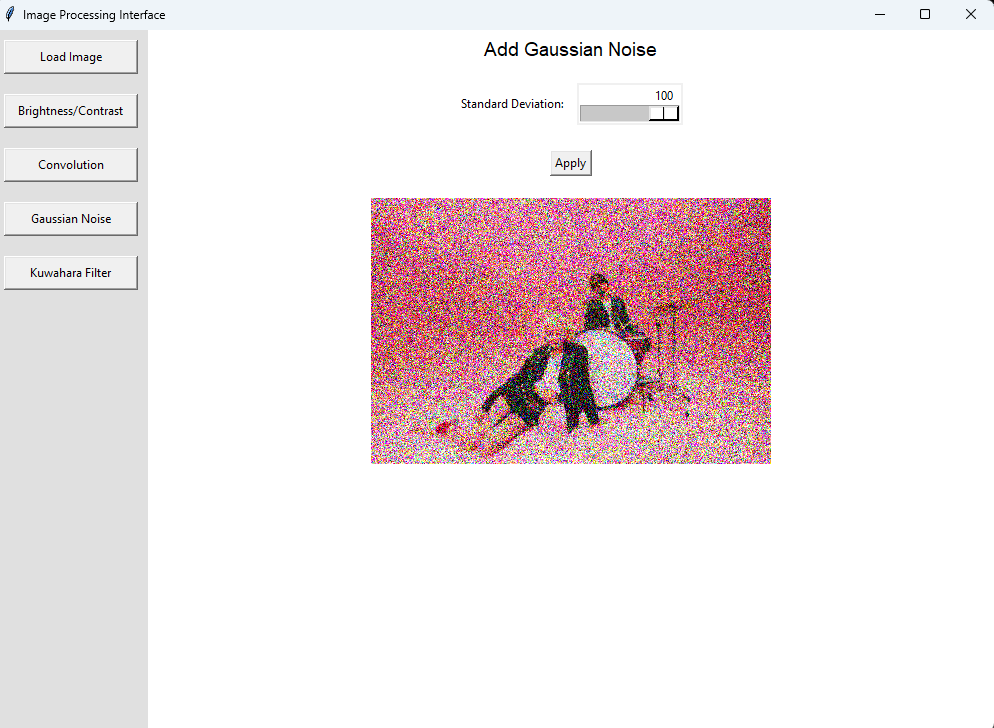 Image Processing Interface
Load Image
Brightness/Contrast
Convolution
Gaussian Noise
Kuwahara Filter
Add Gaussian Noise
100
Standard Deviation:
Apply